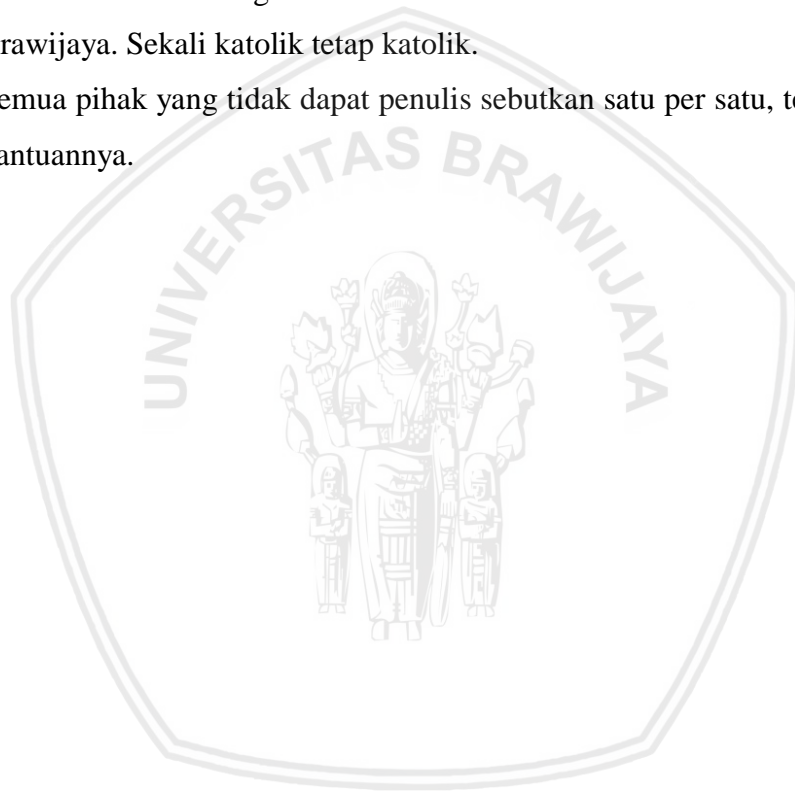 rawijaya. Sekali katolik tetap katolik.
emua pihak yang tidak dapat penulis sebutkan satu per satu, te
antuannya.
UNIVERSITAS BRAWIJAYA